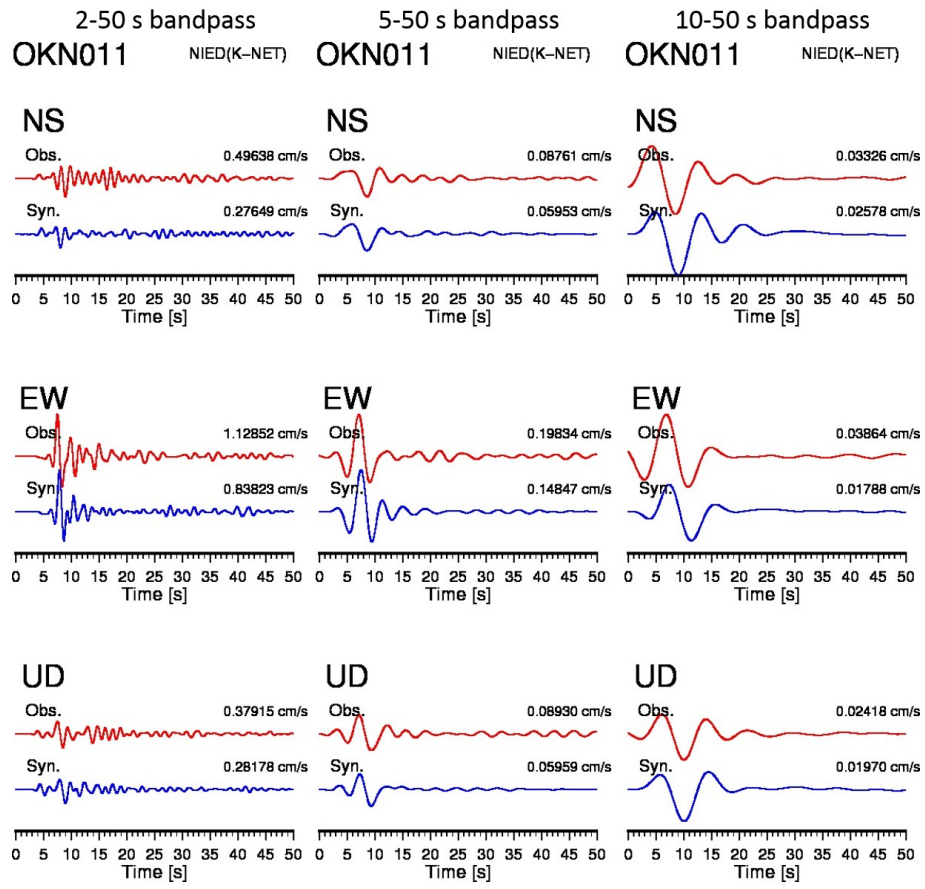 2-50 s bandpass 5-50 s bandpass 10-50 s bandpass
OKN011 NIED(K-NET) OKN011 NIED(K-NET) OKN011 NIED(K-NET)
NS NS NS
Obs. 0.49638 cm/s Obs. 0.08761 cm/s Obs. 0.03326 cm/s
Syn. 0.27649 cm/s Syn. 0.05953 cm/s Syn. 0.02578 cm/s
0 5 10 15 20 25 30 35 40 45 50 0 5 10 15 20 25 30 35 40 45 50 0 5 10 15 20 25 30 35 40 45 50
Time [s] Time [s] Time [s]
EW EW EW
Obs. 1.12852 cm/s Obs. 0.19834 cm/s Obs. 0.03864 cm/s
Syn. 0.83823 cm/s Syn. 0.14847 cm/s Syn. 0.01788 cm/s
0 5 10 15 20 25 30 35 40 45 50 0 5 10 15 20 25 30 35 40 45 50 0 5 10 15 20 25 30 35 40 45 50
Time [s] Time [s] Time [s]
UD UD UD
Obs. 0.37915 cm/s Obs. 0.08930 cm/s Obs. 0.02418 cm/s
Syn. 0.28178 cm/s Syn. 0.05959 cm/s Syn. 0.01970 cm/s
0 5 10 15 20 25 30 35 40 45 50 0 5 10 15 20 25 30 35 40 45 50 0 5 10 15 20 25 30 35 40 45 50
Time [s] Time [s] Time [s]